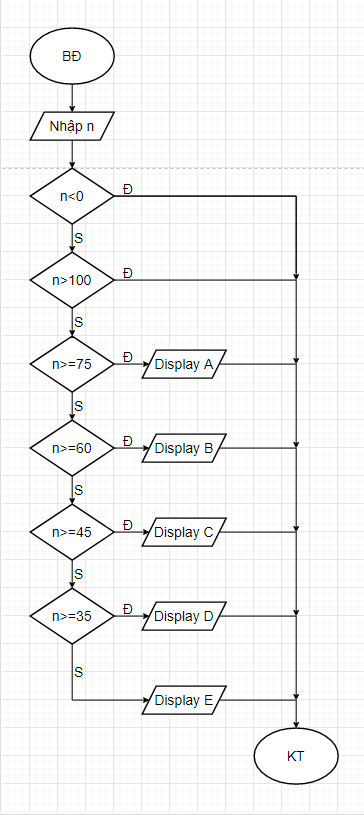 BĐ
Nhập n
n<0
Đ
S
n>100
Đ
S
n>=75
Đ
Display A
S
n>=60
Đ
Display B
S
n>=45
Đ
Display C
S
n>=35
Đ
Display D
S
Display E
KT